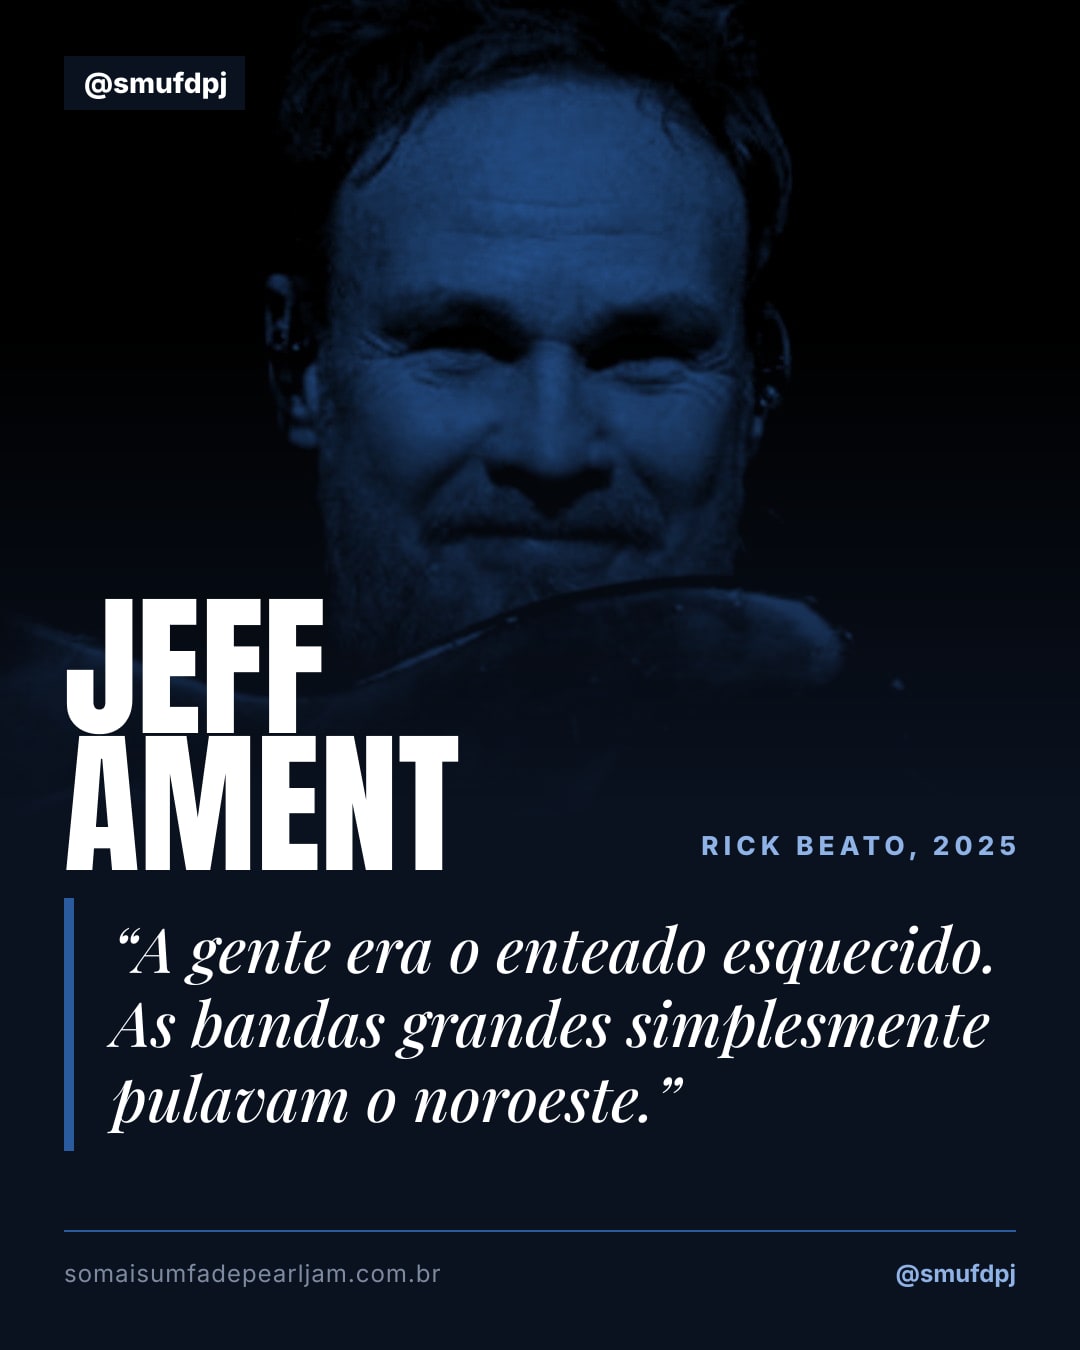 @smufdpj
JEFF
AMENT
RICK BEATO, 2025
“A gente era o enteado esquecido.
As bandas grandes simplesmente
pulavam o noroeste.”
somaisumfadepearljam.com.br
@smufdpj